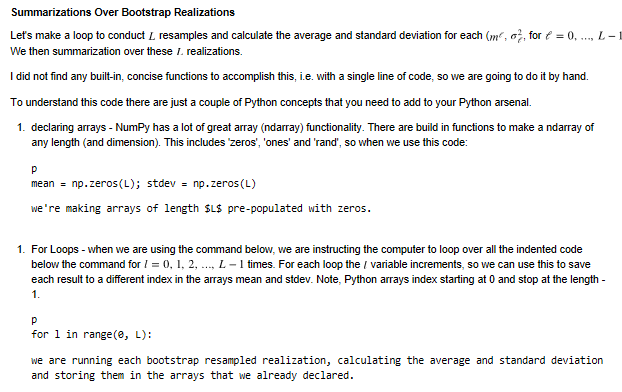 Summarizations Over Bootstrap Realizations
Let's make a loop to conduct L resamples and calculate the average and standard deviation for each (mℓ, σ²ℓ, for ℓ = 0, ..., L − 1
We then summarization over these L realizations.
I did not find any built-in, concise functions to accomplish this, i.e. with a single line of code, so we are going to do it by hand.
To understand this code there are just a couple of Python concepts that you need to add to your Python arsenal.
1. declaring arrays - NumPy has a lot of great array (ndarray) functionality. There are build in functions to make a ndarray of
any length (and dimension). This includes 'zeros', 'ones' and 'rand', so when we use this code:
p
mean = np.zeros(L); stdev = np.zeros(L)
we're making arrays of length $L$ pre-populated with zeros.
1. For Loops - when we are using the command below, we are instructing the computer to loop over all the indented code
below the command for l = 0, 1, 2, ..., L − 1 times. For each loop the l variable increments, so we can use this to save
each result to a different index in the arrays mean and stdev. Note, Python arrays index starting at 0 and stop at the length -
1.
p
for l in range(0, L):
we are running each bootstrap resampled realization, calculating the average and standard deviation
and storing them in the arrays that we already declared.